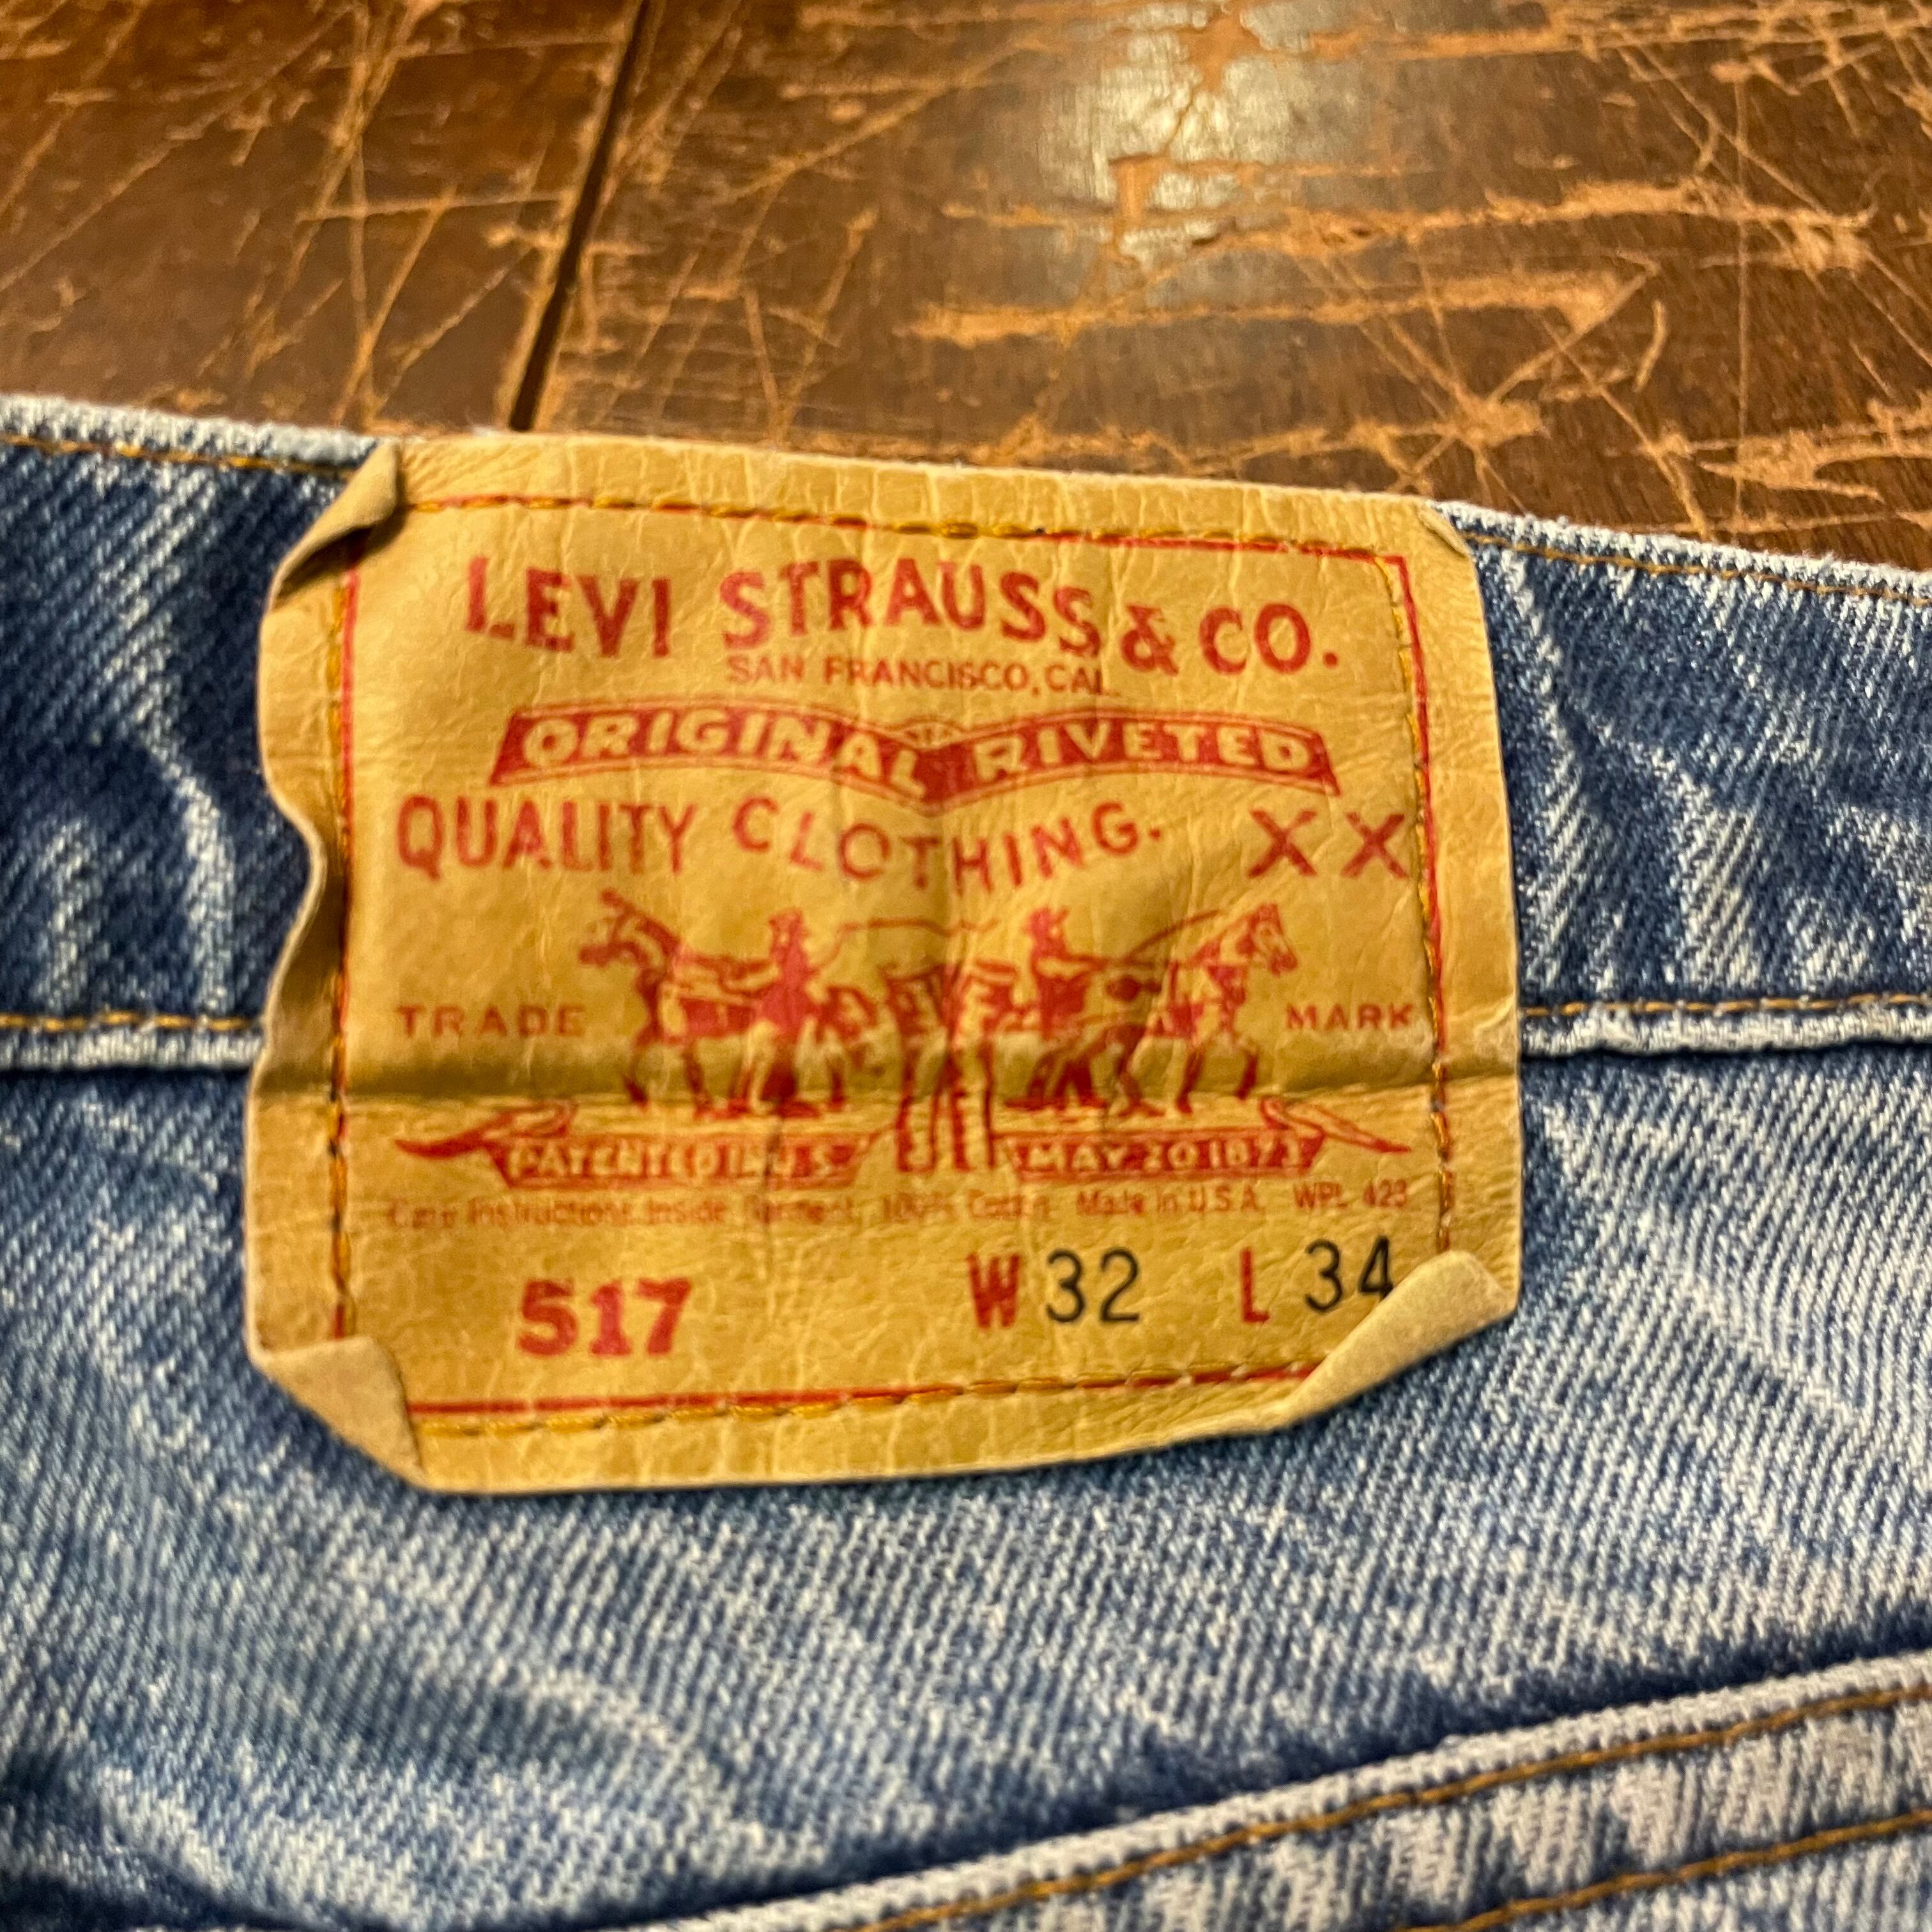 LEVI STRAUSS & CO.
SAN FRANCISCO, CAL.
ORIGINAL RIVETED
QUALITY CLOTHING. XX
TRADE MARK
PATENTED IN U.S. MAY 20 1873
Care Instructions Inside Garment. 100% Cotton Made in U.S.A. WPL 423
517 W 32 L 34